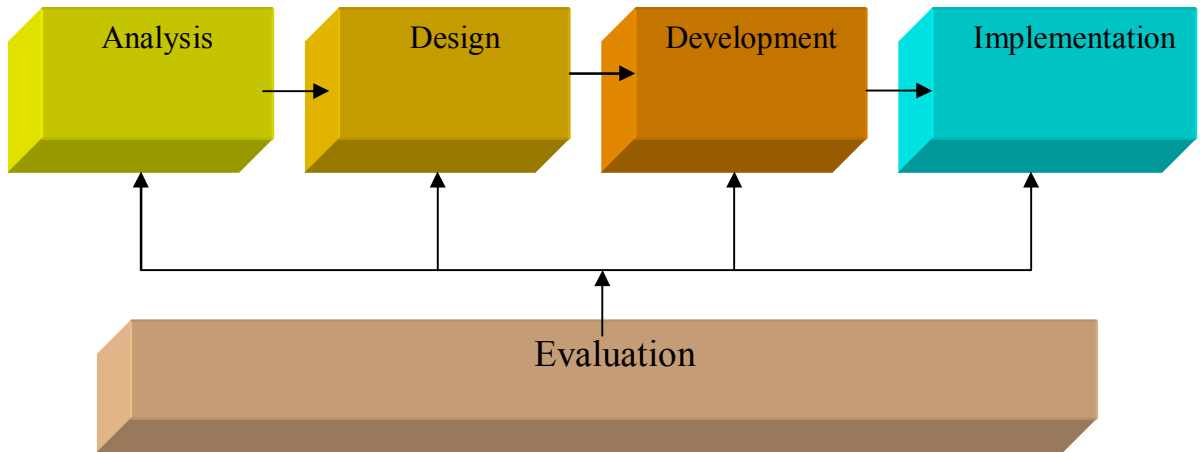 Analysis
Design
Development
Implementation
Evaluation